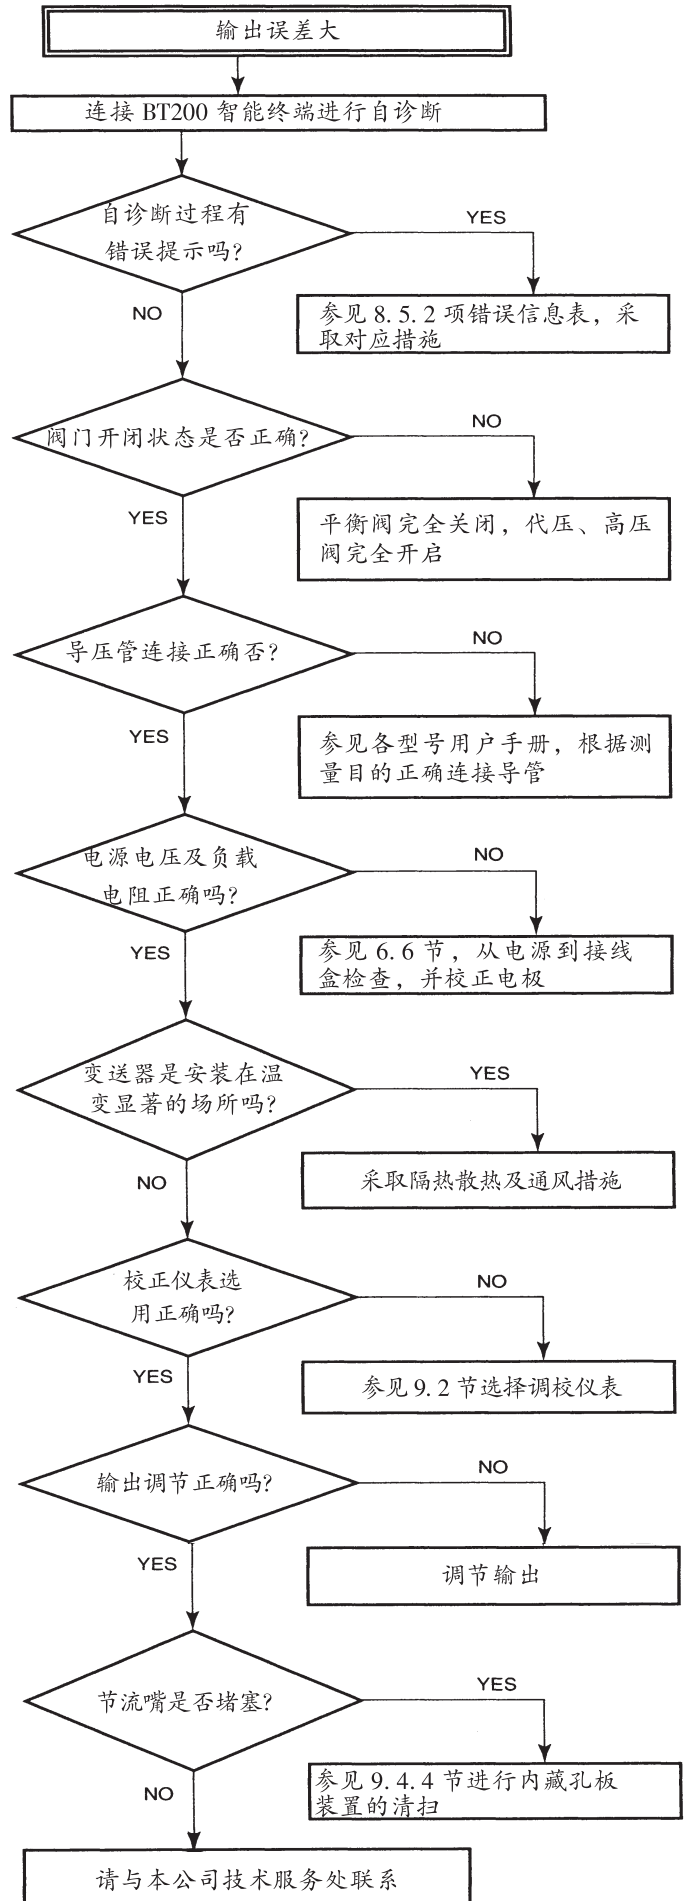 输出误差大
连接 BT200 智能终端进行自诊断
自诊断过程有
错误提示吗?
YES
NO
参见 8.5.2 项错误信息表，采
取对应措施
阀门开闭状态是否正确?
NO
YES
平衡阀完全关闭，代压、高压
阀完全开启
导压管连接正确否?
NO
YES
参见各型号用户手册，根据测
量目的正确连接导管
电源电压及负载
电阻正确吗?
NO
YES
参见 6.6 节，从电源到接线
盒检查，并校正电极
变送器是安装在温
变显著的场所吗?
YES
NO
采取隔热散热及通风措施
校正仪表选
用正确吗?
NO
YES
参见 9.2 节选择调校仪表
输出调节正确吗?
NO
YES
调节输出
节流嘴是否堵塞?
YES
NO
参见 9.4.4 节进行内藏孔板
装置的清扫
请与本公司技术服务处联系